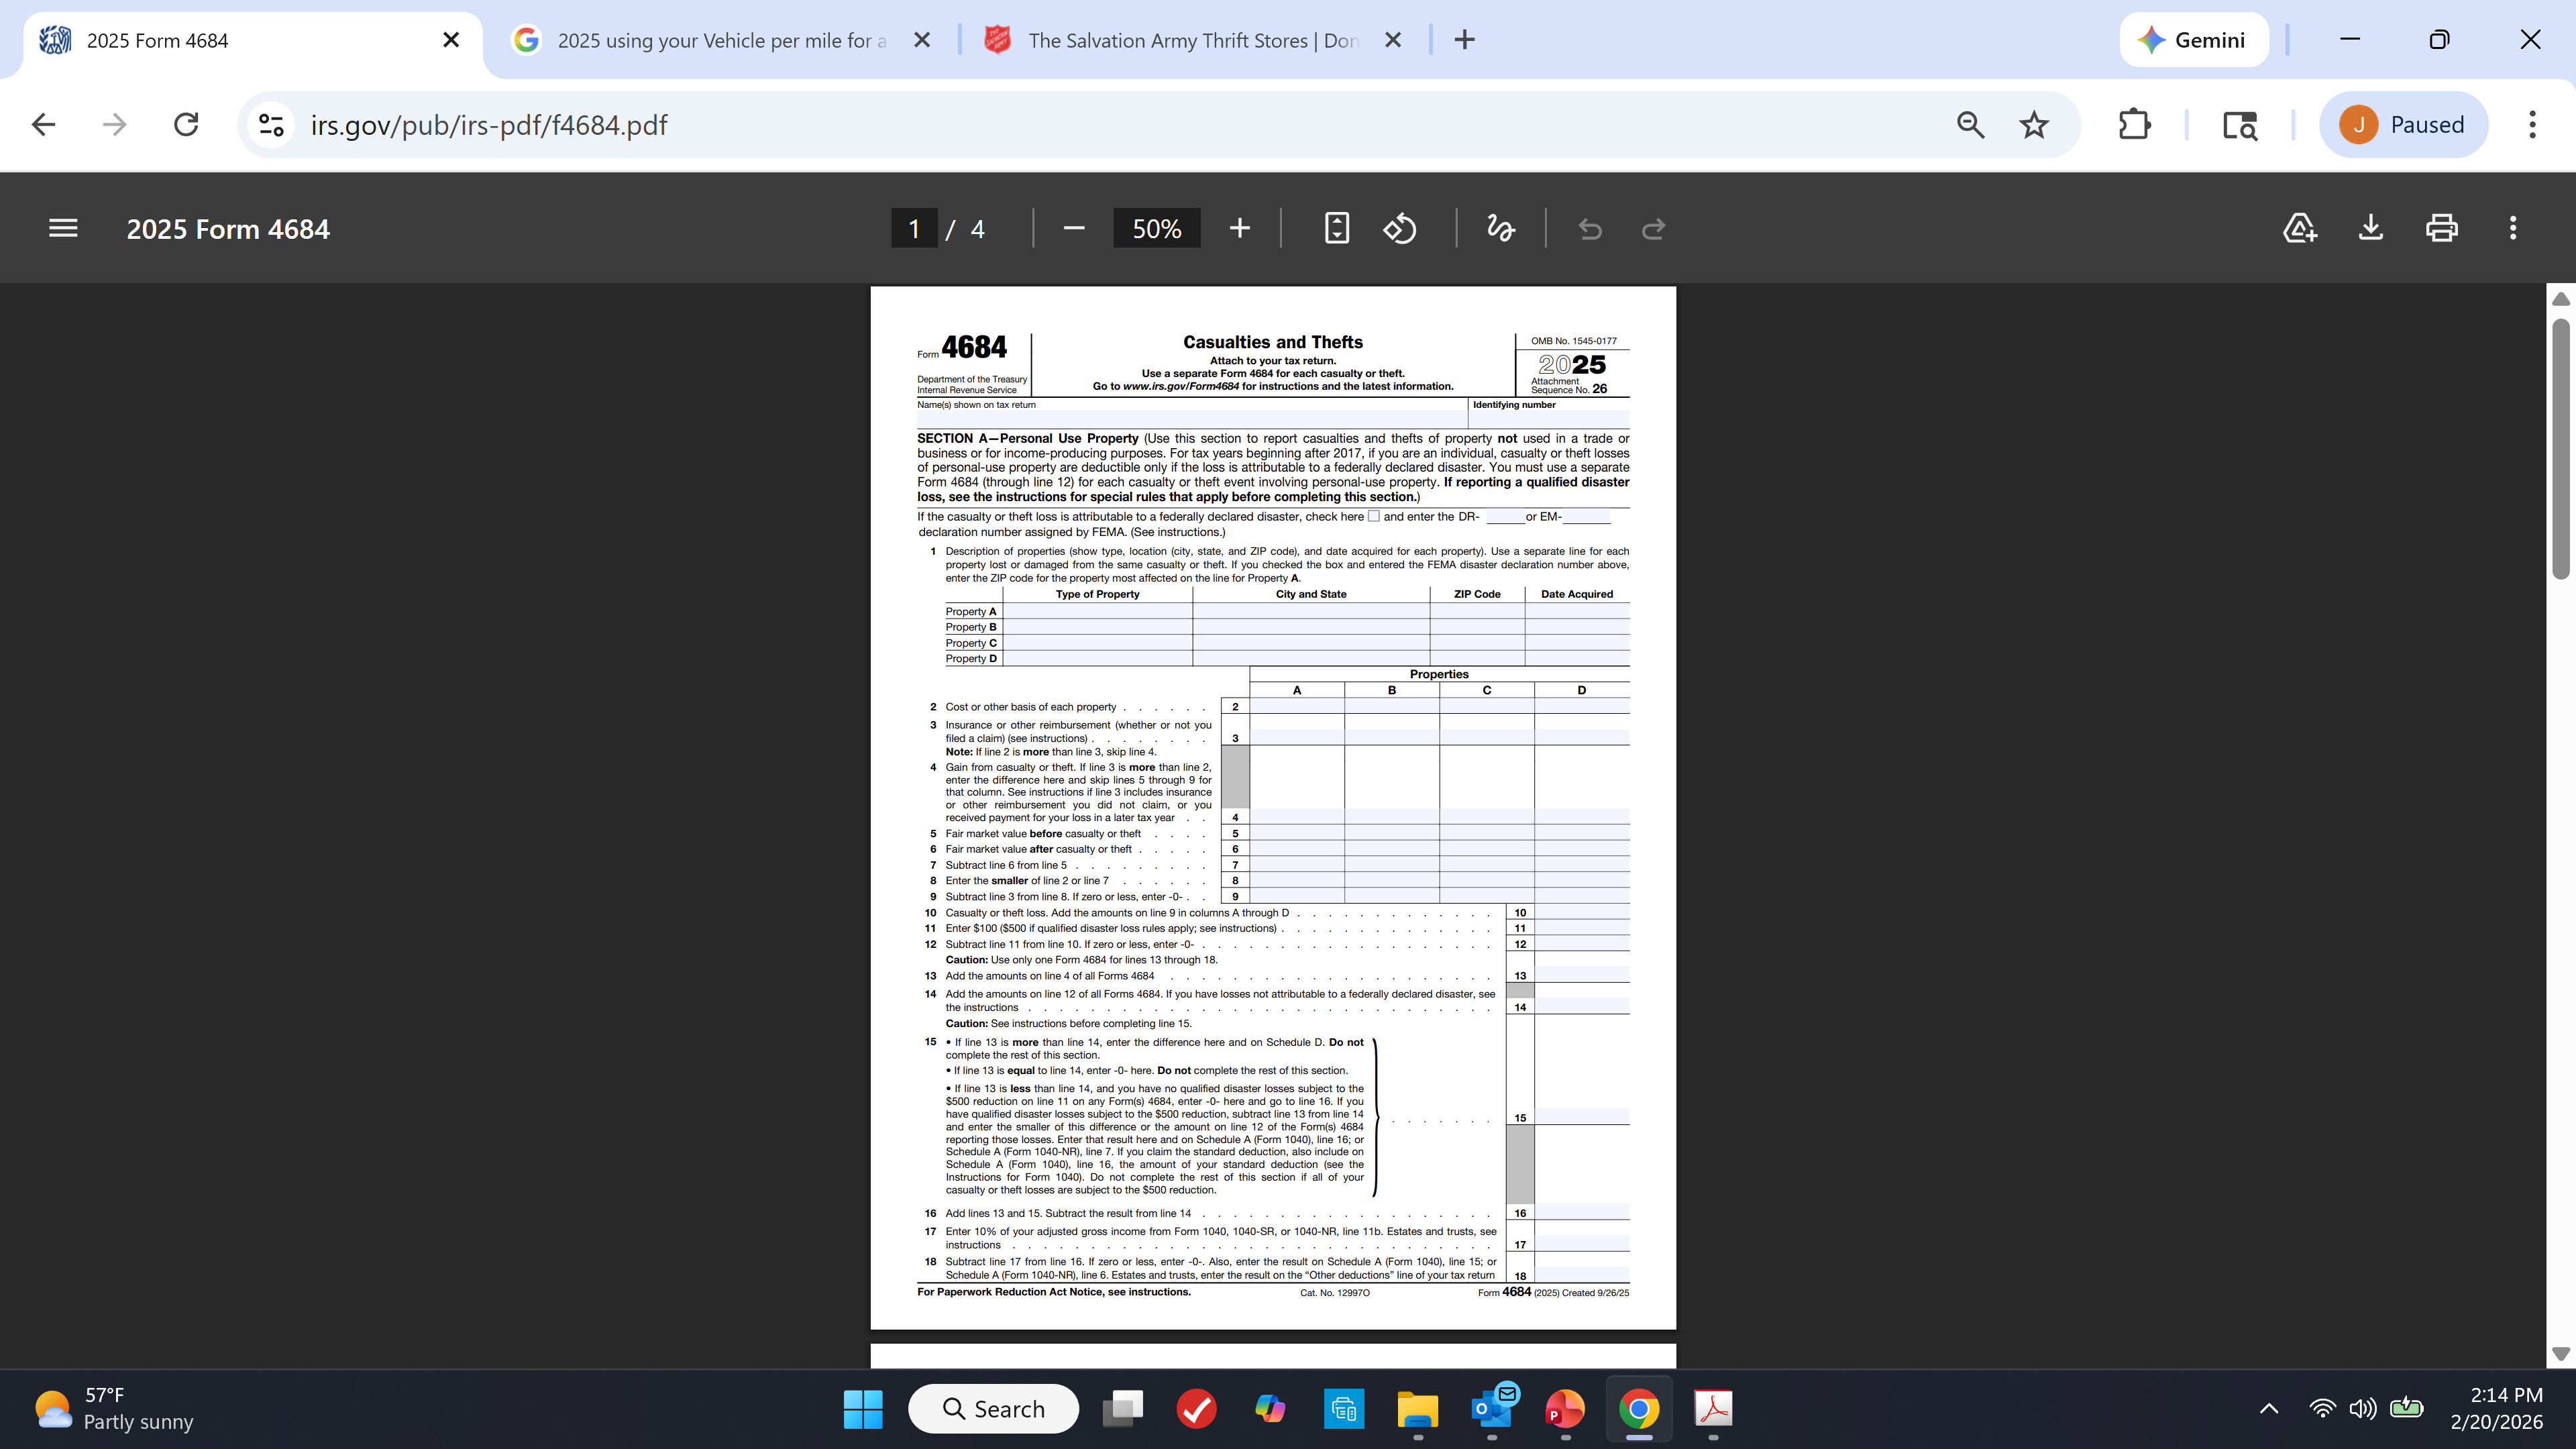 2025 Form 4684
2025 using your Vehicle per mile for a
The Salvation Army Thrift Stores | Don
Gemini
irs.gov/pub/irs-pdf/f4684.pdf
J Paused
2025 Form 4684
1 / 4
50%
Form 4684
Department of the Treasury
Internal Revenue Service
Casualties and Thefts
Attach to your tax return.
Use a separate Form 4684 for each casualty or theft.
Go to www.irs.gov/Form4684 for instructions and the latest information.
OMB No. 1545-0177
2025
Attachment
Sequence No. 26
Name(s) shown on tax return
Identifying number
SECTION A—Personal Use Property (Use this section to report casualties and thefts of property not used in a trade or
business or for income-producing purposes. For tax years beginning after 2017, if you are an individual, casualty or theft losses
of personal-use property are deductible only if the loss is attributable to a federally declared disaster. You must use a separate
Form 4684 (through line 12) for each casualty or theft event involving personal-use property. If reporting a qualified disaster
loss, see the instructions for special rules that apply before completing this section.)
If the casualty or theft loss is attributable to a federally declared disaster, check here and enter the DR- or EM-
declaration number assigned by FEMA. (See instructions.)
1 Description of properties (show type, location (city, state, and ZIP code), and date acquired for each property). Use a separate line for each
property lost or damaged from the same casualty or theft. If you checked the box and entered the FEMA disaster declaration number above,
enter the ZIP code for the property most affected on the line for Property A.
Type of Property City and State ZIP Code Date Acquired
Property A
Property B
Property C
Property D
Properties
A B C D
2 Cost or other basis of each property . . . . . . 2
3 Insurance or other reimbursement (whether or not you
filed a claim) (see instructions) . . . . . . . . 3
Note: If line 2 is more than line 3, skip line 4.
4 Gain from casualty or theft. If line 3 is more than line 2,
enter the difference here and skip lines 5 through 9 for
that column. See instructions if line 3 includes insurance
or other reimbursement you did not claim, or you
received payment for your loss in a later tax year . . 4
5 Fair market value before casualty or theft . . . . 5
6 Fair market value after casualty or theft . . . . . 6
7 Subtract line 6 from line 5 . . . . . . . . . 7
8 Enter the smaller of line 2 or line 7 . . . . . . 8
9 Subtract line 3 from line 8. If zero or less, enter -0- . . 9
10 Casualty or theft loss. Add the amounts on line 9 in columns A through D . . . . . . . . . . . . . 10
11 Enter $100 ($500 if qualified disaster loss rules apply; see instructions) . . . . . . . . . . . . . . 11
12 Subtract line 11 from line 10. If zero or less, enter -0- . . . . . . . . . . . . . . . . . 12
Caution: Use only one Form 4684 for lines 13 through 18.
13 Add the amounts on line 4 of all Forms 4684 . . . . . . . . . . . . . . . . . . . 13
14 Add the amounts on line 12 of all Forms 4684. If you have losses not attributable to a federally declared disaster, see
the instructions . . . . . . . . . . . . . . . . . . . . . . . . . 14
Caution: See instructions before completing line 15.
15 • If line 13 is more than line 14, enter the difference here and on Schedule D. Do not
complete the rest of this section.
• If line 13 is equal to line 14, enter -0- here. Do not complete the rest of this section.
• If line 13 is less than line 14, and you have no qualified disaster losses subject to the
$500 reduction on line 11 on any Form(s) 4684, enter -0- here and go to line 16. If you
have qualified disaster losses subject to the $500 reduction, subtract line 13 from line 14
and enter the smaller of this difference or the amount on line 12 of the Form(s) 4684
reporting those losses. Enter that result here and on Schedule A (Form 1040), line 16; or
Schedule A (Form 1040-NR), line 7. If you claim the standard deduction, also include on
Schedule A (Form 1040), line 16, the amount of your standard deduction (see the
Instructions for Form 1040). Do not complete the rest of this section if all of your
casualty or theft losses are subject to the $500 reduction.
. . . . . . 15
16 Add lines 13 and 15. Subtract the result from line 14 . . . . . . . . . . . . . . . . . 16
17 Enter 10% of your adjusted gross income from Form 1040, 1040-SR, or 1040-NR, line 11b. Estates and trusts, see
instructions . . . . . . . . . . . . . . . . . . . . . . . . . . 17
18 Subtract line 17 from line 16. If zero or less, enter -0-. Also, enter the result on Schedule A (Form 1040), line 15; or
Schedule A (Form 1040-NR), line 6. Estates and trusts, enter the result on the “Other deductions” line of your tax return 18
For Paperwork Reduction Act Notice, see instructions. Cat. No. 12997O Form 4684 (2025) Created 9/26/25
57°F
Partly sunny
Search
2:14 PM
2/20/2026